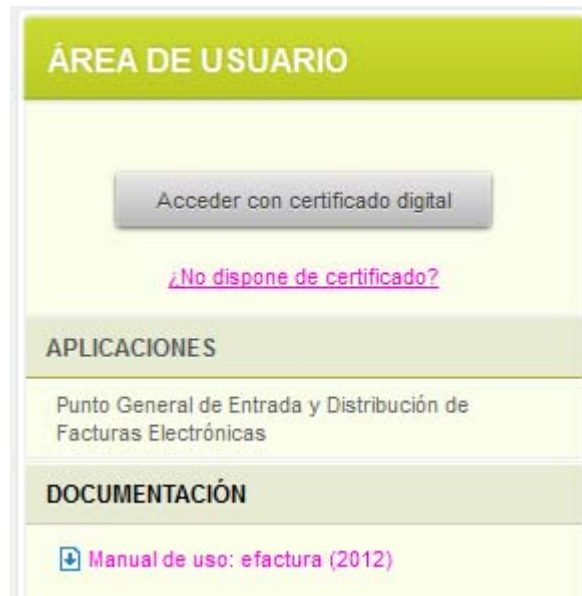 ÁREA DE USUARIO
Acceder con certificado digital
¿No dispone de certificado?
APLICACIONES
Punto General de Entrada y Distribución de
Facturas Electrónicas
DOCUMENTACIÓN
Manual de uso: efactura (2012)